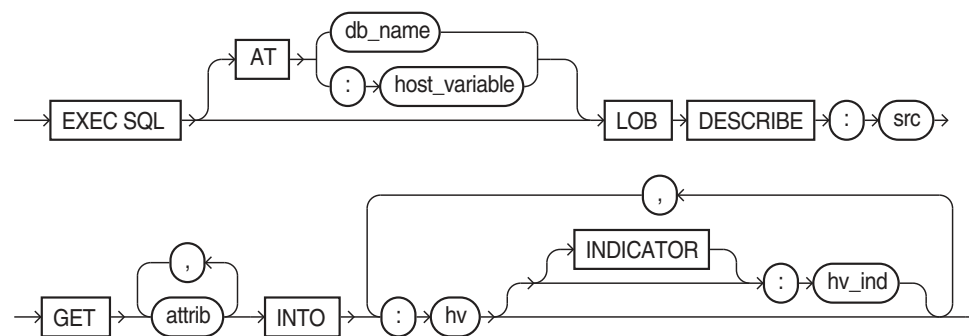 db_name
AT
: host_variable
EXEC SQL LOB DESCRIBE : src
,
, INDICATOR
: hv_ind
GET attrib INTO : hv